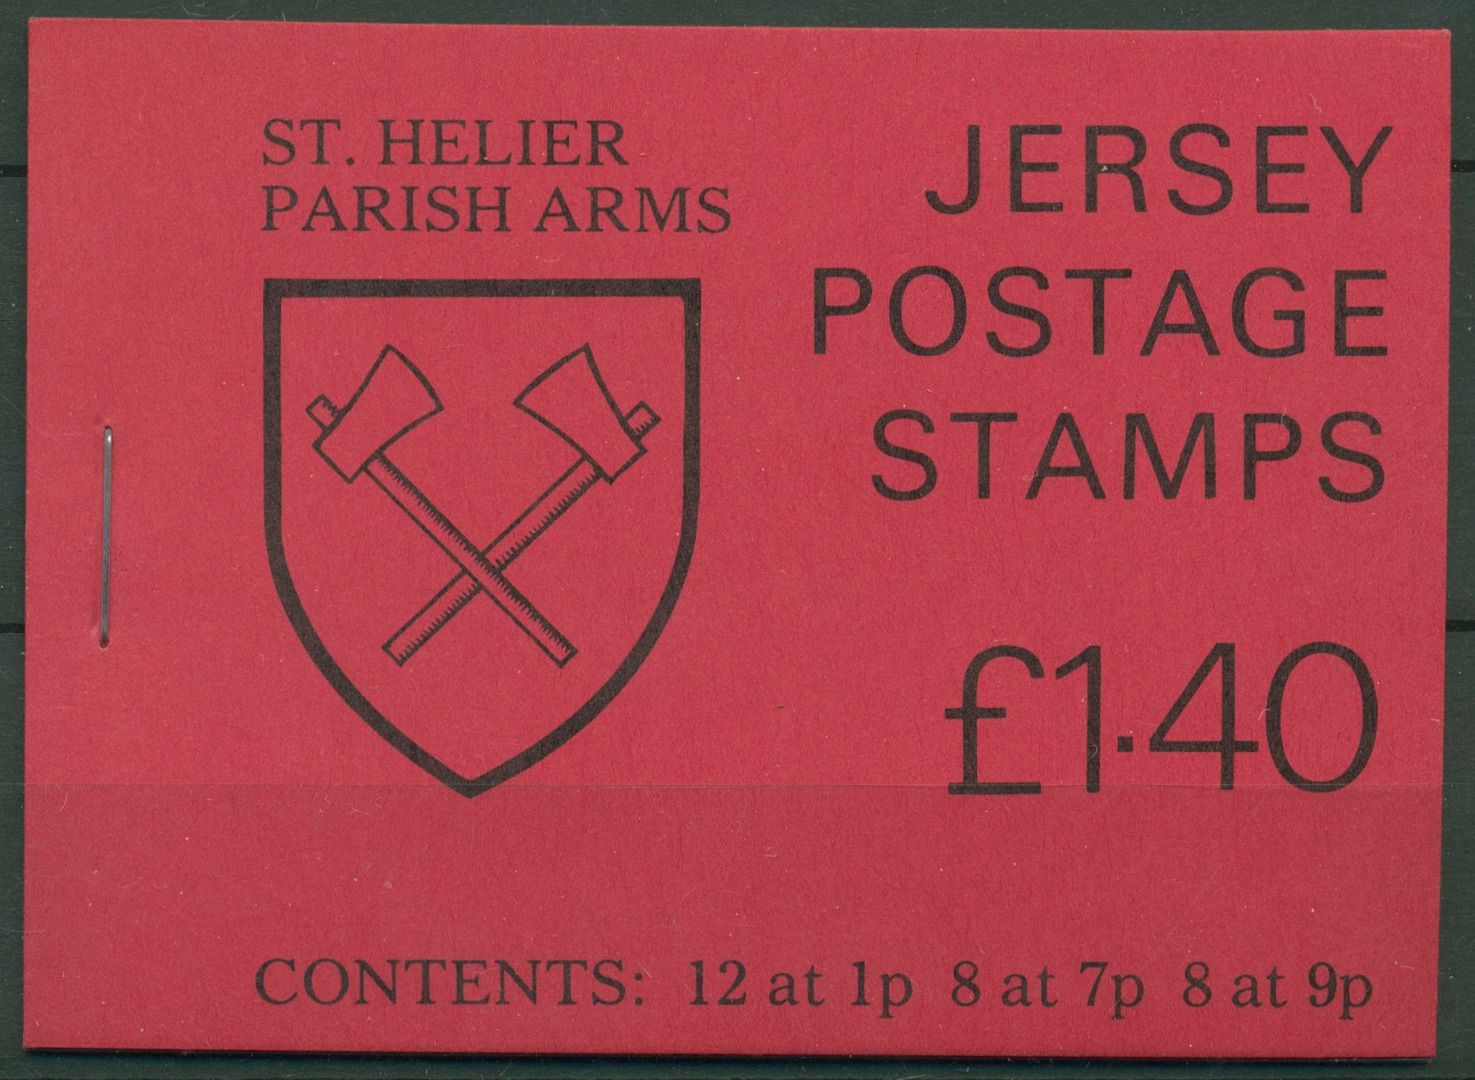 ST. HELIER
PARISH ARMS
JERSEY
POSTAGE
STAMPS
£1·40
CONTENTS: 12 at 1p 8 at 7p 8 at 9p